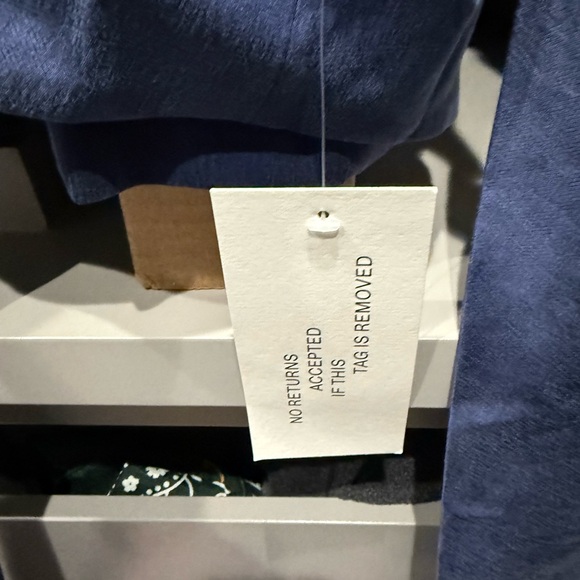 NO RETURNS
ACCEPTED
IF THIS
TAG IS REMOVED